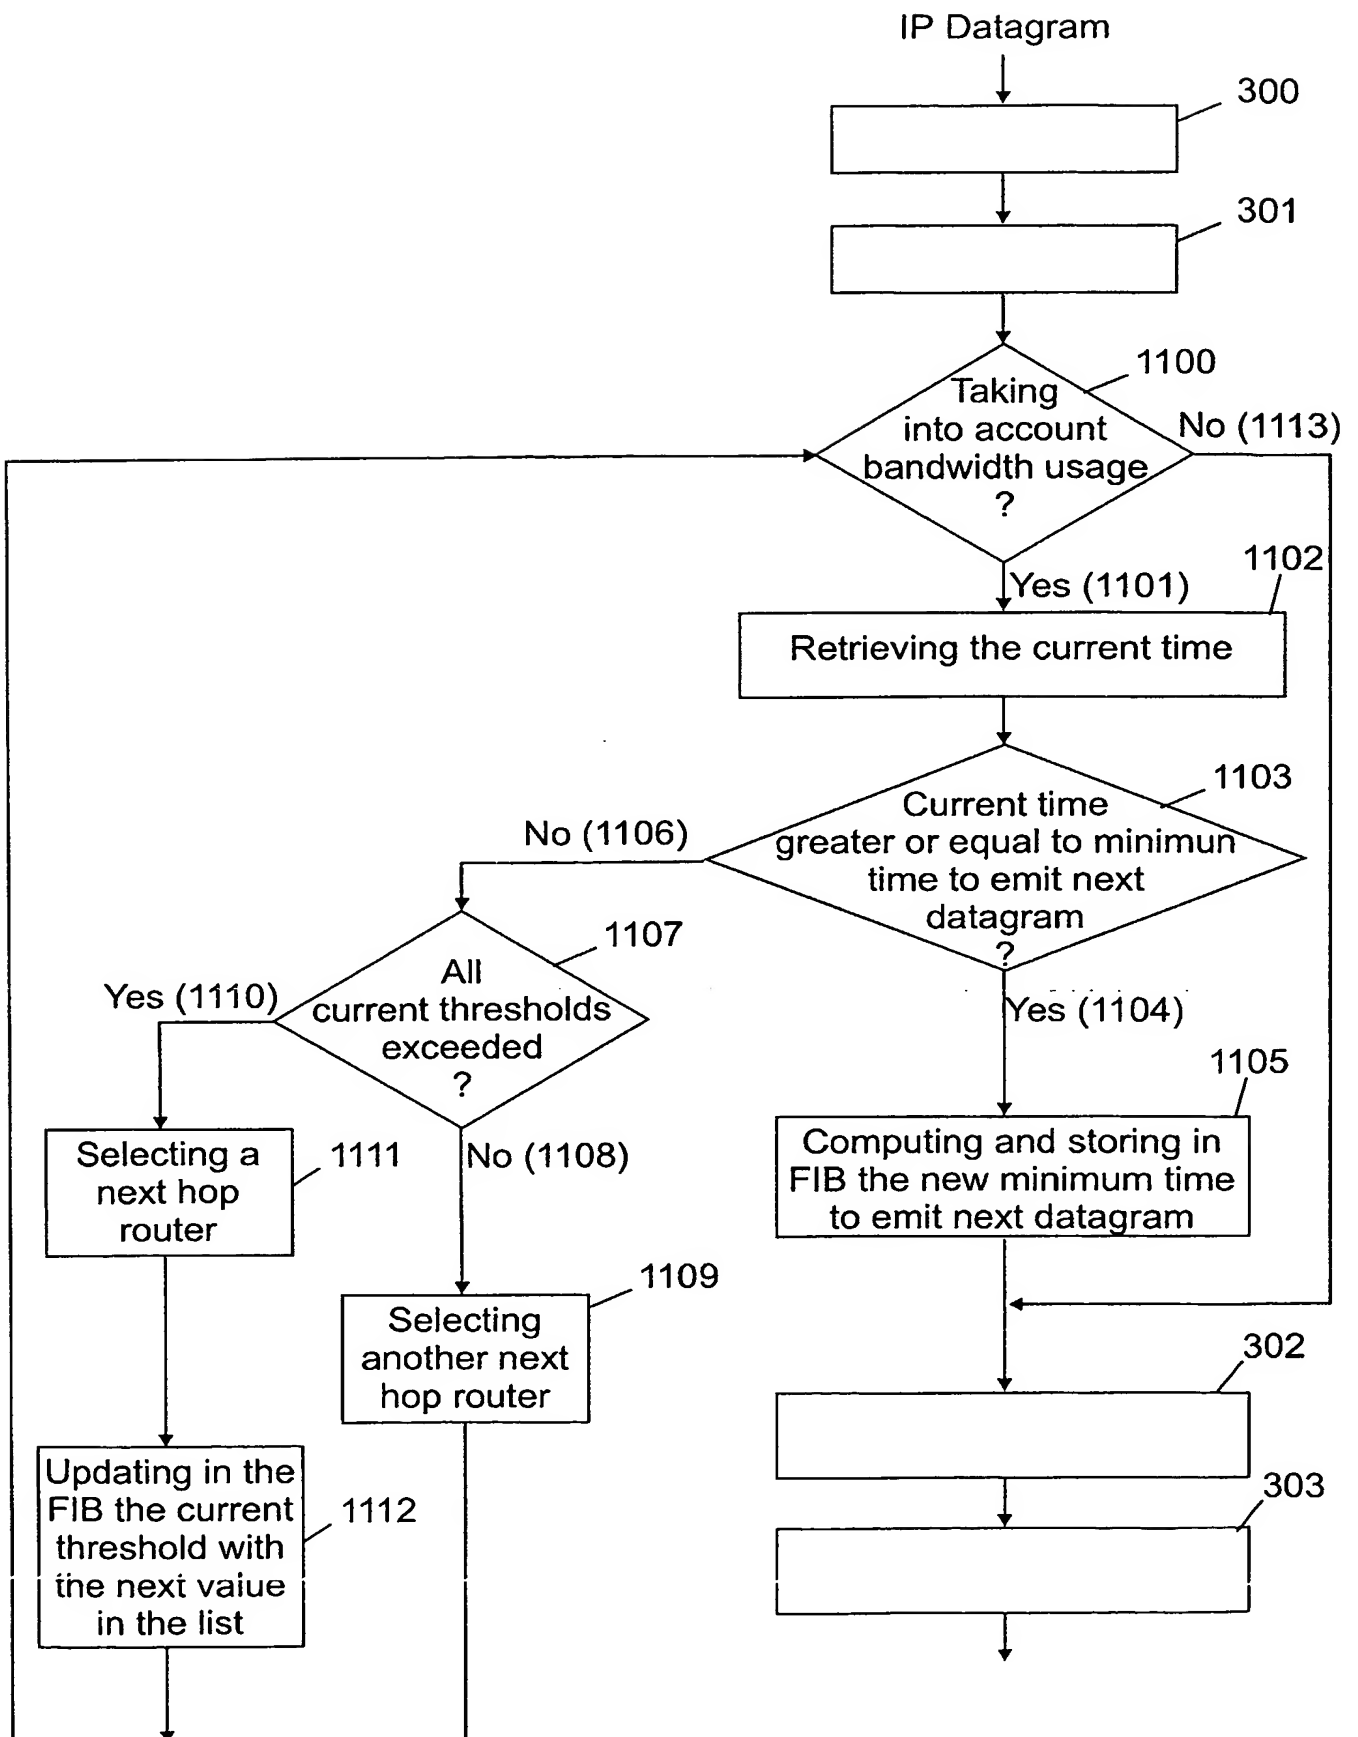 IP Datagram
300
301
1100
Taking
into account
bandwidth usage
?
No (1113)
Yes (1101)
1102
Retrieving the current time
1103
Current time
greater or equal to minimun
time to emit next
datagram
?
No (1106)
1107
All
current thresholds
exceeded
?
Yes (1110)
Yes (1104)
1105
Computing and storing in
FIB the new minimum time
to emit next datagram
Selecting a
next hop
router
1111
No (1108)
1109
Selecting
another next
hop router
302
303
Updating in the
FIB the current
threshold with
the next value
in the list
1112